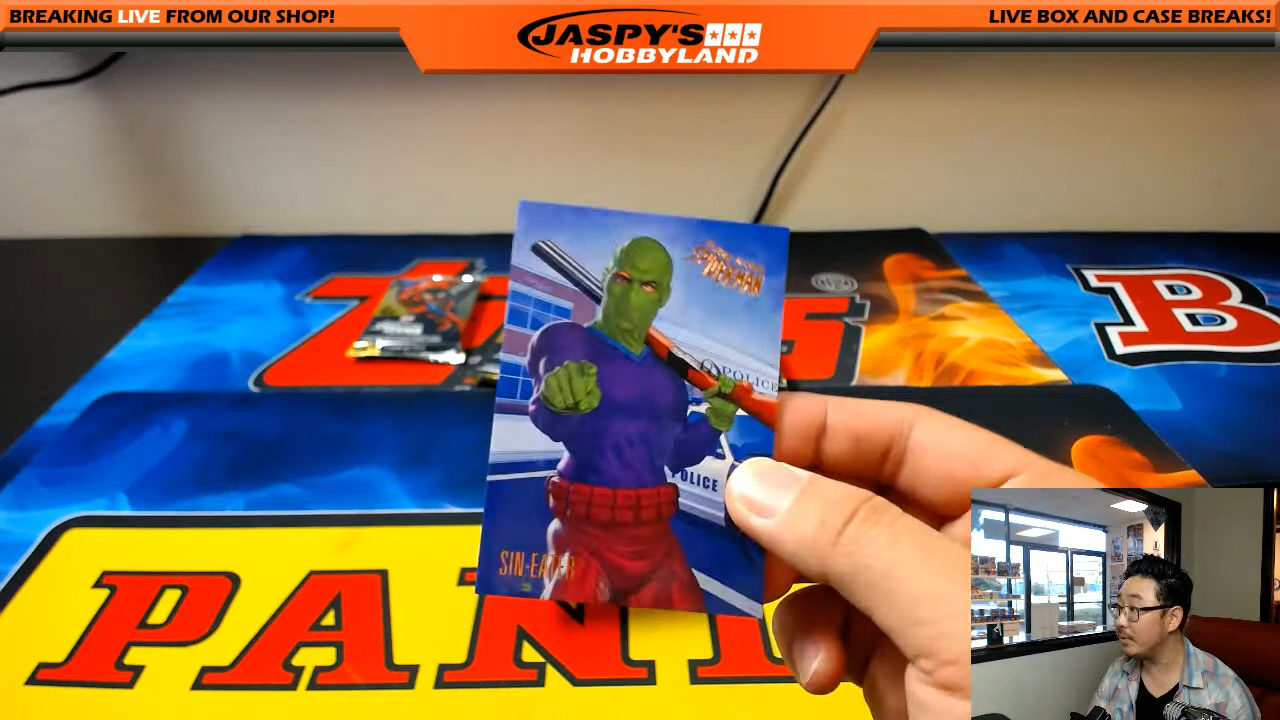 BREAKING LIVE FROM OUR SHOP!
JASPY'S
HOBBYLAND
LIVE BOX AND CASE BREAKS!
SPIDER-MAN
POLICE
B
POLICE
SIN-EATER
PANI